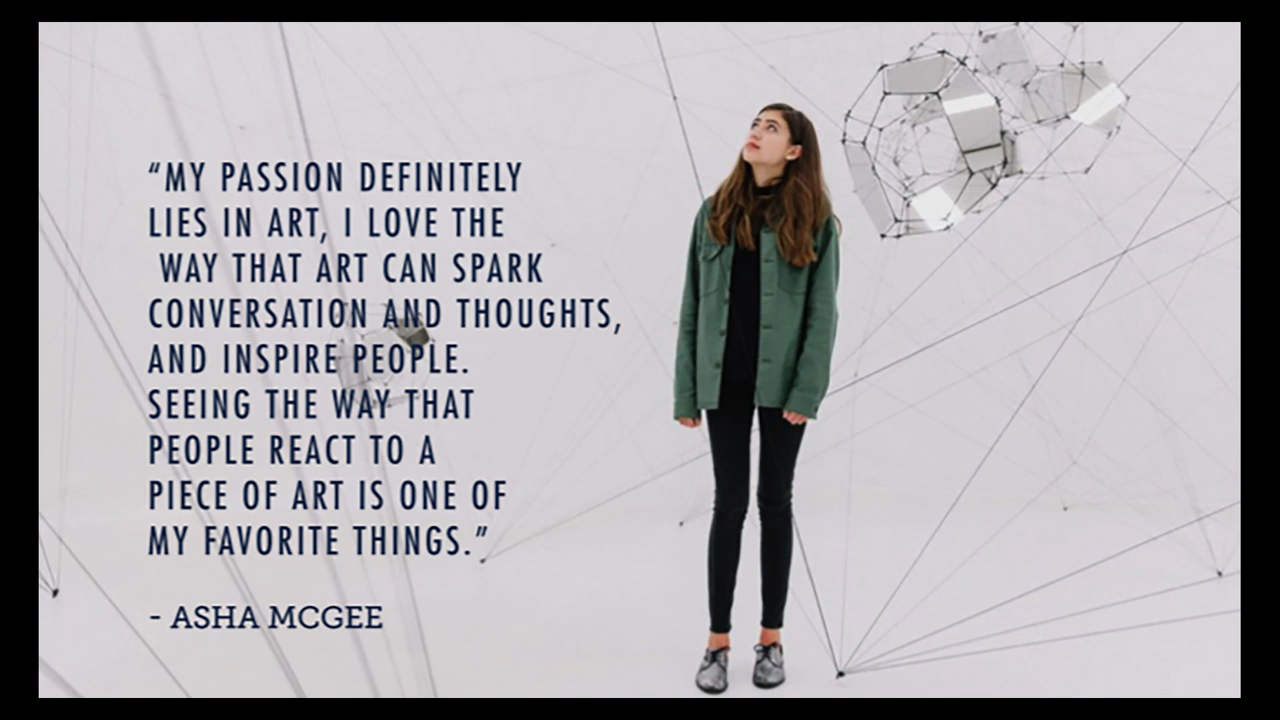 “MY PASSION DEFINITELY
LIES IN ART, I LOVE THE
WAY THAT ART CAN SPARK
CONVERSATION AND THOUGHTS,
AND INSPIRE PEOPLE.
SEEING THE WAY THAT
PEOPLE REACT TO A
PIECE OF ART IS ONE OF
MY FAVORITE THINGS.”
- ASHA MCGEE